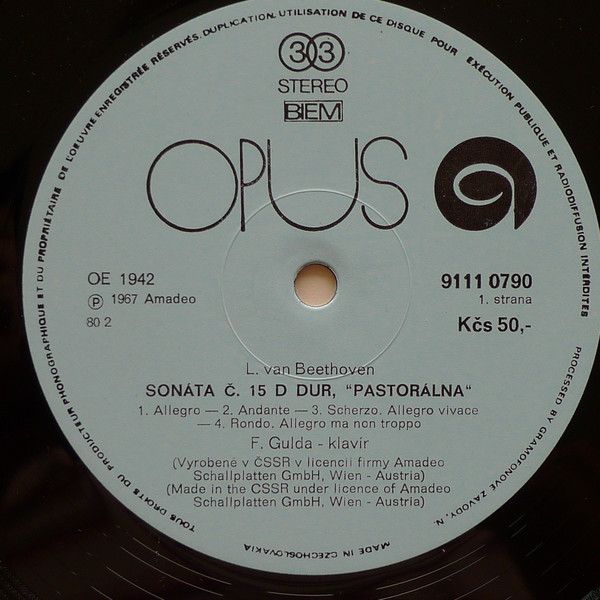 TOUS DROITS DU PRODUCTEUR PHONOGRAPHIQUE ET DU PROPRIÉTAIRE DE L'OEUVRE ENREGISTRÉE RÉSERVÉS. DUPLICATION, UTILISATION DE CE DISQUE POUR EXÉCUTION PUBLIQUE ET RADIODIFFUSION INTERDITES
33
STEREO
BIEM
OPUS
OE 1942
9111 0790
Ⓟ 1967 Amadeo
1. strana
80 2
Kčs 50,-
L. van Beethoven
SONÁTA Č. 15 D DUR, "PASTORÁLNA"
1. Allegro — 2. Andante — 3. Scherzo. Allegro vivace
— 4. Rondo. Allegro ma non troppo
F. Gulda - klavír
(Vyrobené v ČSSR v licencii firmy Amadeo
Schallplatten GmbH, Wien - Austria)
(Made in the CSSR under licence of Amadeo
Schallplatten GmbH, Wien - Austria)
PROCESSED BY GRAMOFONOVÉ ZÁVODY, N.
MADE IN CZECHOSLOVAKIA